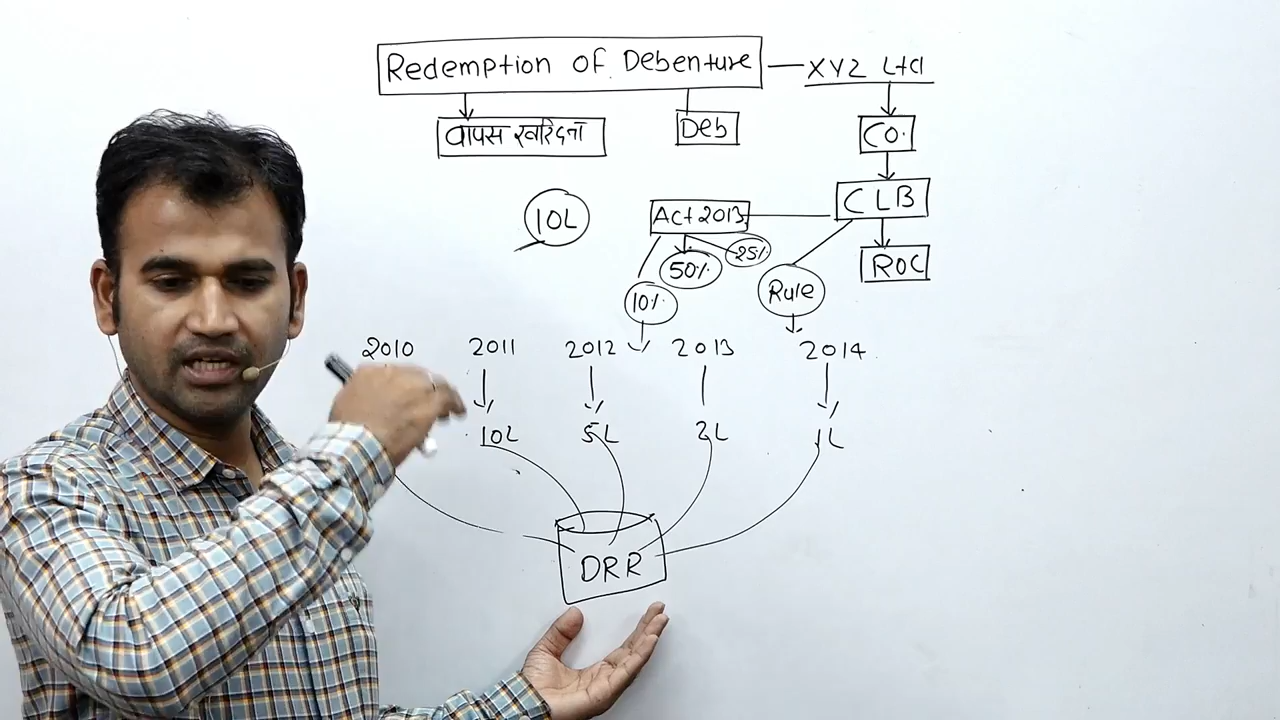 Redemption of Debenture — XYZ Ltd
वापस खरिदना
Deb
Co.
CLB
Act 2013
10L
50%
25%
ROC
10%
Rule
2010 2011 2012 2013 2014
10L 5L 2L 1L
DRR